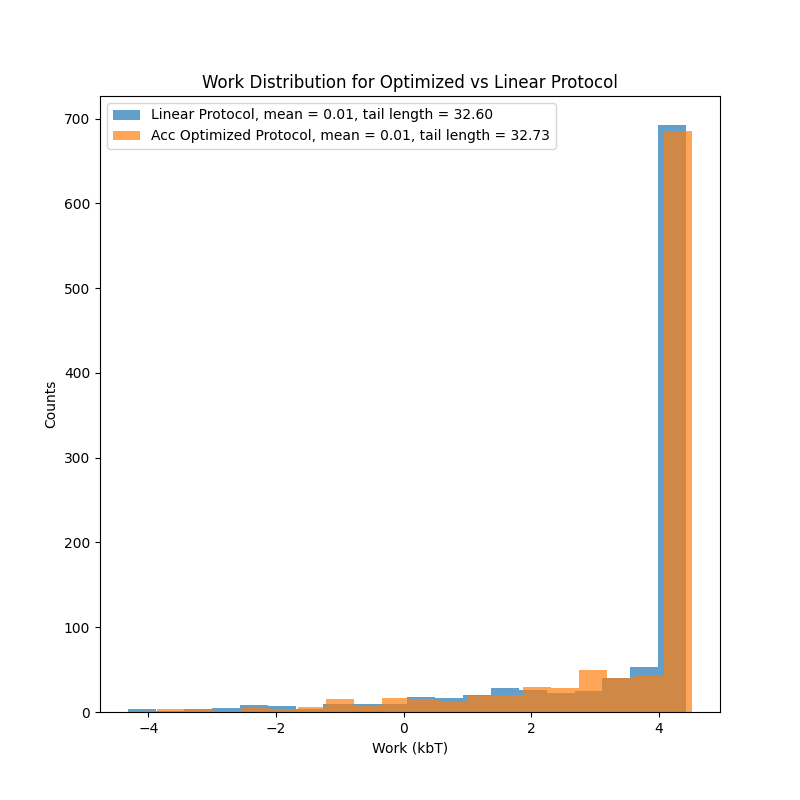 Work Distribution for Optimized vs Linear Protocol
Linear Protocol, mean = 0.01, tail length = 32.60
Acc Optimized Protocol, mean = 0.01, tail length = 32.73
700
600
500
400
300
200
100
0
Counts
−4
−2
0
2
4
Work (kbT)